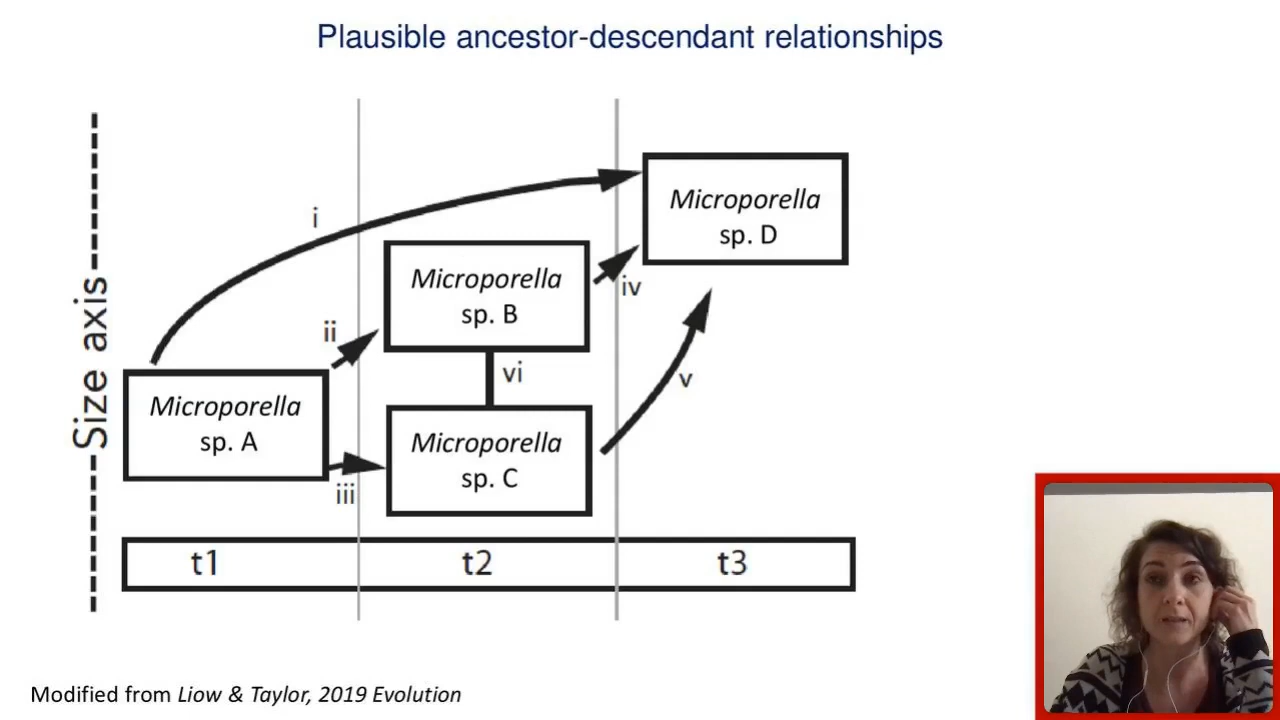 Plausible ancestor-descendant relationships
Size axis
i
Microporella
sp. D
Microporella
sp. B
iv
ii
vi
v
Microporella
sp. A
Microporella
sp. C
iii
t1
t2
t3
Modified from Liow & Taylor, 2019 Evolution